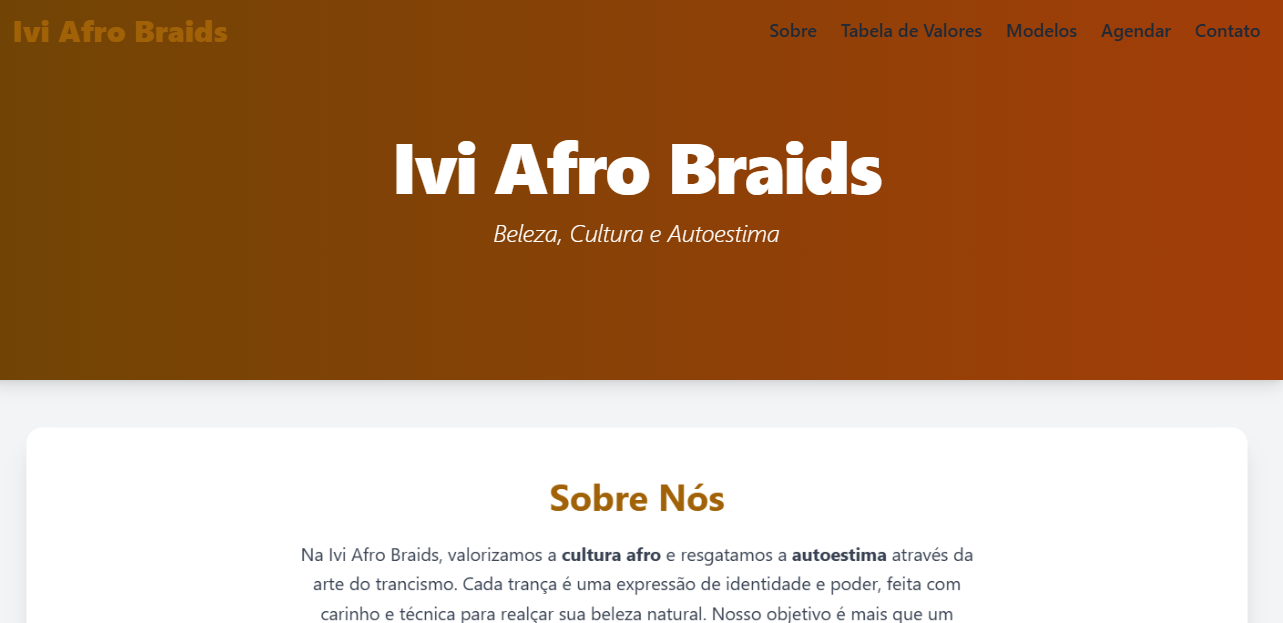 Ivi Afro Braids
Sobre Tabela de Valores Modelos Agendar Contato
Ivi Afro Braids
Beleza, Cultura e Autoestima
Sobre Nós
Na Ivi Afro Braids, valorizamos a cultura afro e resgatamos a autoestima através da
arte do trancismo. Cada trança é uma expressão de identidade e poder, feita com
carinho e técnica para realçar sua beleza natural. Nosso objetivo é mais que um